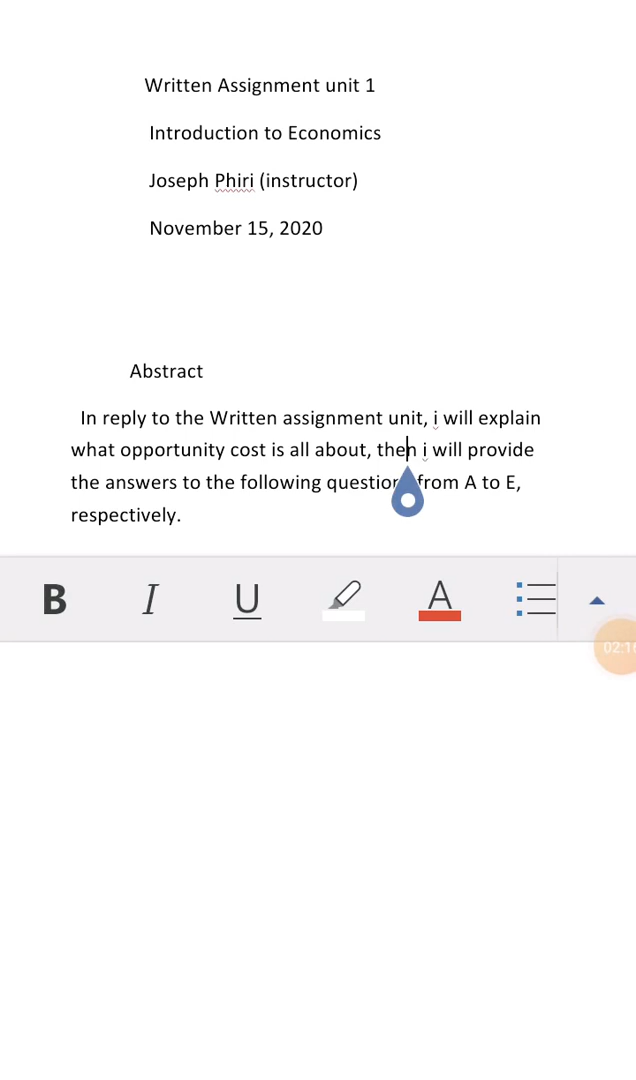 Written Assignment unit 1
Introduction to Economics
Joseph Phiri (instructor)
November 15, 2020
Abstract
In reply to the Written assignment unit, i will explain
what opportunity cost is all about, then i will provide
the answers to the following question from A to E,
respectively.
B I U A